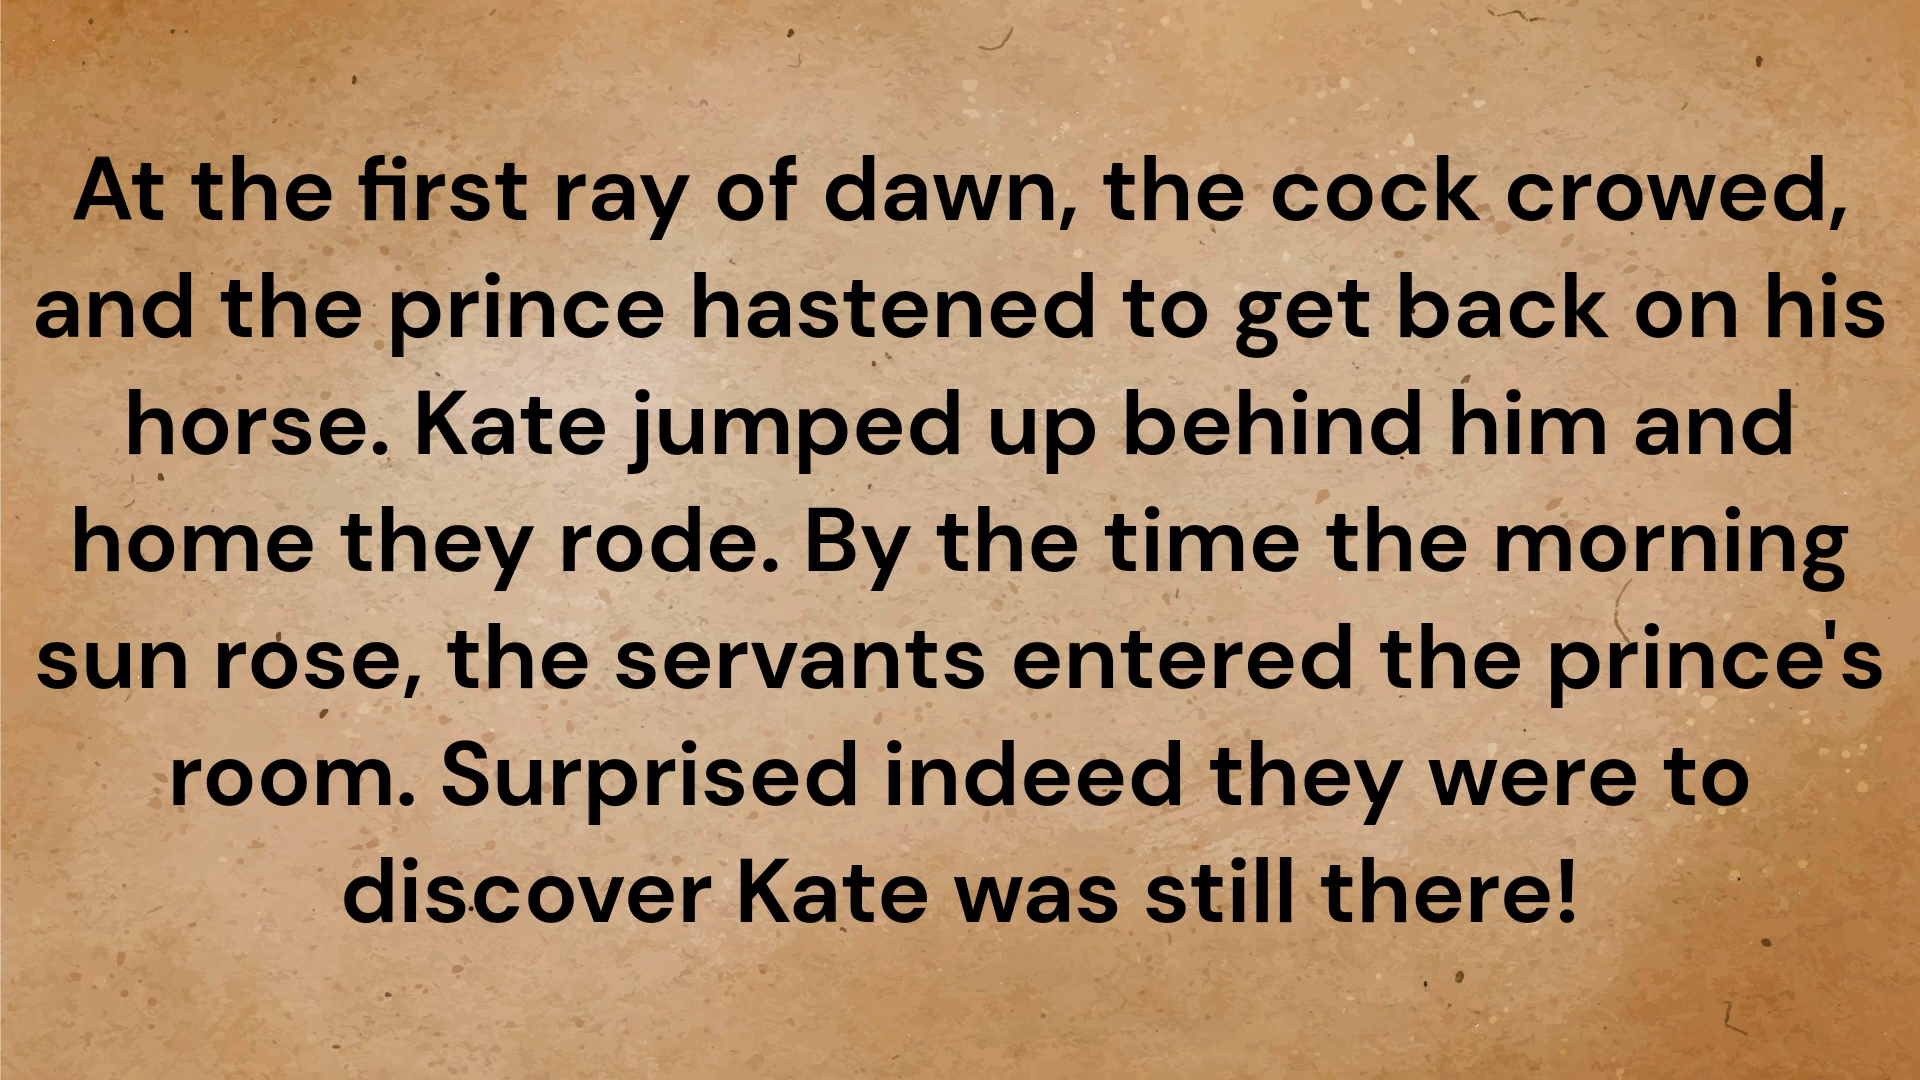 At the first ray of dawn, the cock crowed,
and the prince hastened to get back on his
horse. Kate jumped up behind him and
home they rode. By the time the morning
sun rose, the servants entered the prince's
room. Surprised indeed they were to
discover Kate was still there!